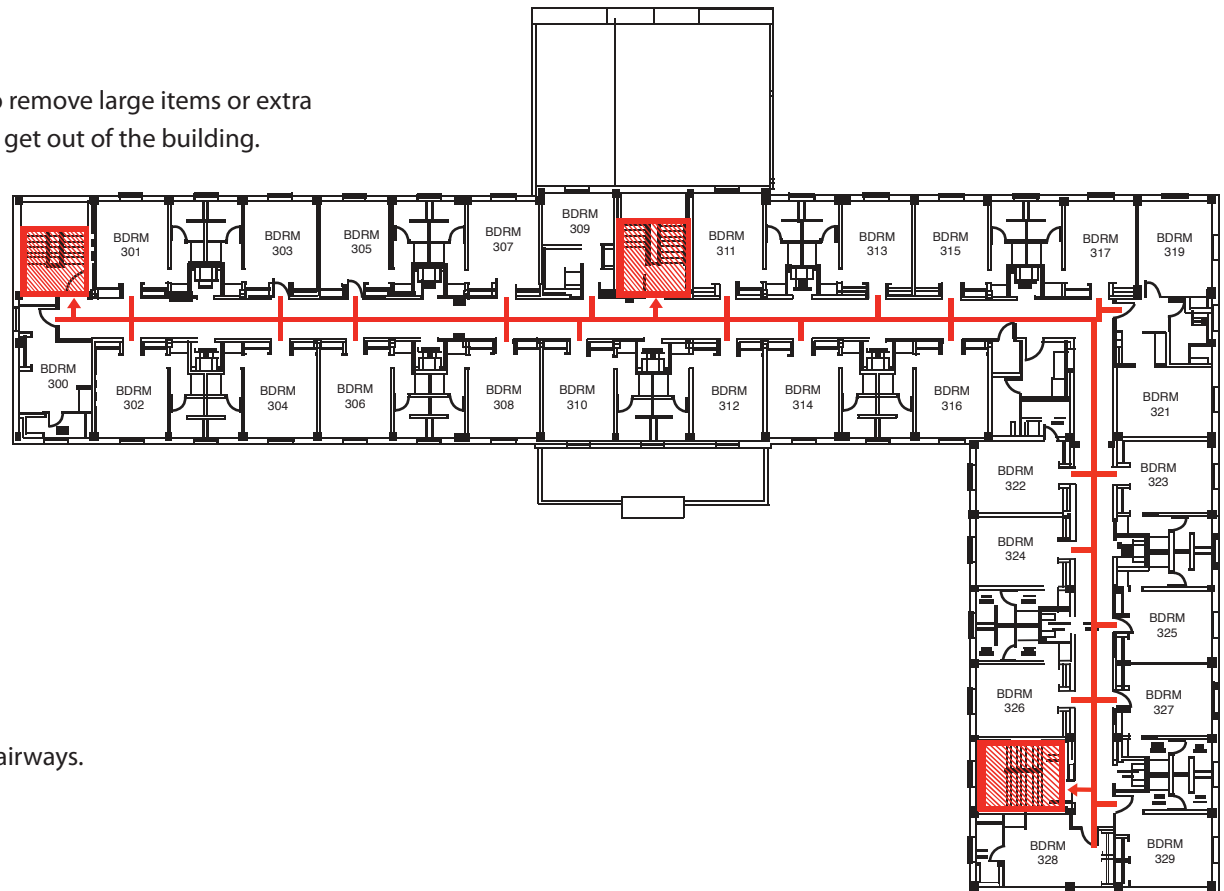 o remove large items or extra
get out of the building.
BDRM
301
BDRM
303
BDRM
305
BDRM
307
BDRM
309
BDRM
311
BDRM
313
BDRM
315
BDRM
317
BDRM
319
BDRM
300
BDRM
302
BDRM
304
BDRM
306
BDRM
308
BDRM
310
BDRM
312
BDRM
314
BDRM
316
BDRM
321
BDRM
322
BDRM
323
BDRM
324
BDRM
325
BDRM
326
BDRM
327
airways.
BDRM
328
BDRM
329